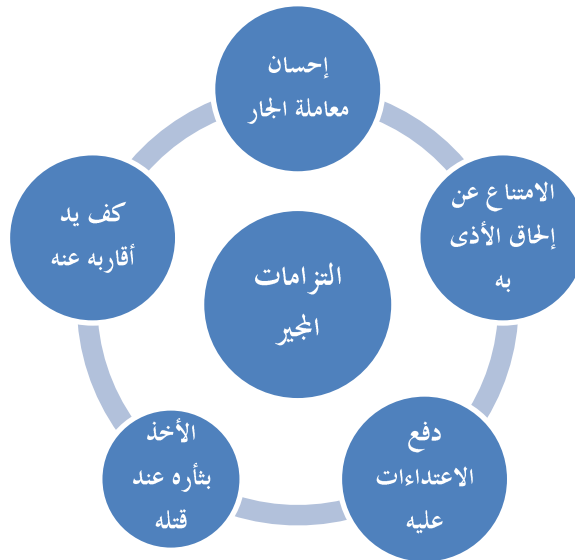 إحسان
معاملة الجار
الامتناع عن
إلحاق الأذى
به
دفع
الاعتداءات
عليه
الأخذ
بثأره عند
قتله
كف يد
أقاربه عنه
التزامات
المجير